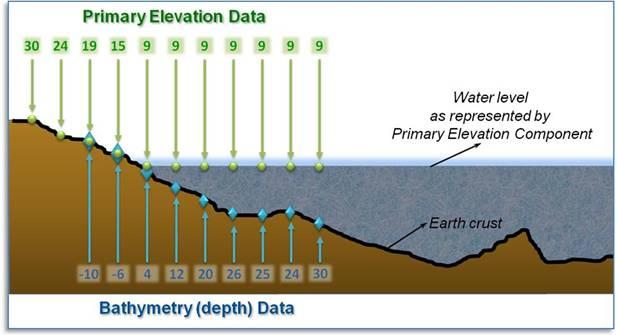 Primary Elevation Data
30 24 19 15 9 9 9 9 9 9 9
Water level
as represented by
Primary Elevation Component
Earth crust
-10 -6 4 12 20 26 25 24 30
Bathymetry (depth) Data